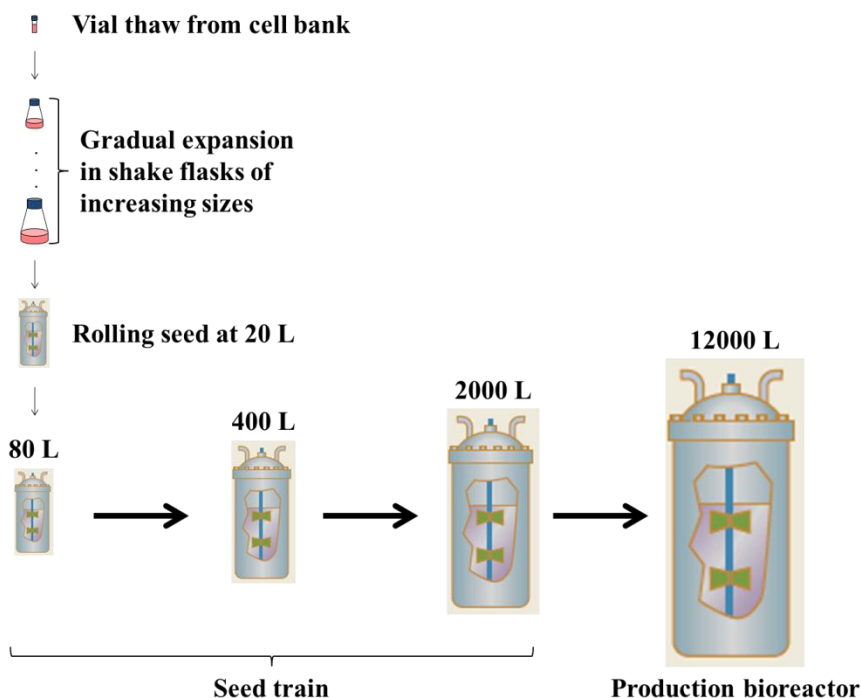 Vial thaw from cell bank
Gradual expansion
in shake flasks of
increasing sizes
Rolling seed at 20 L
80 L
400 L
2000 L
12000 L
Seed train
Production bioreactor